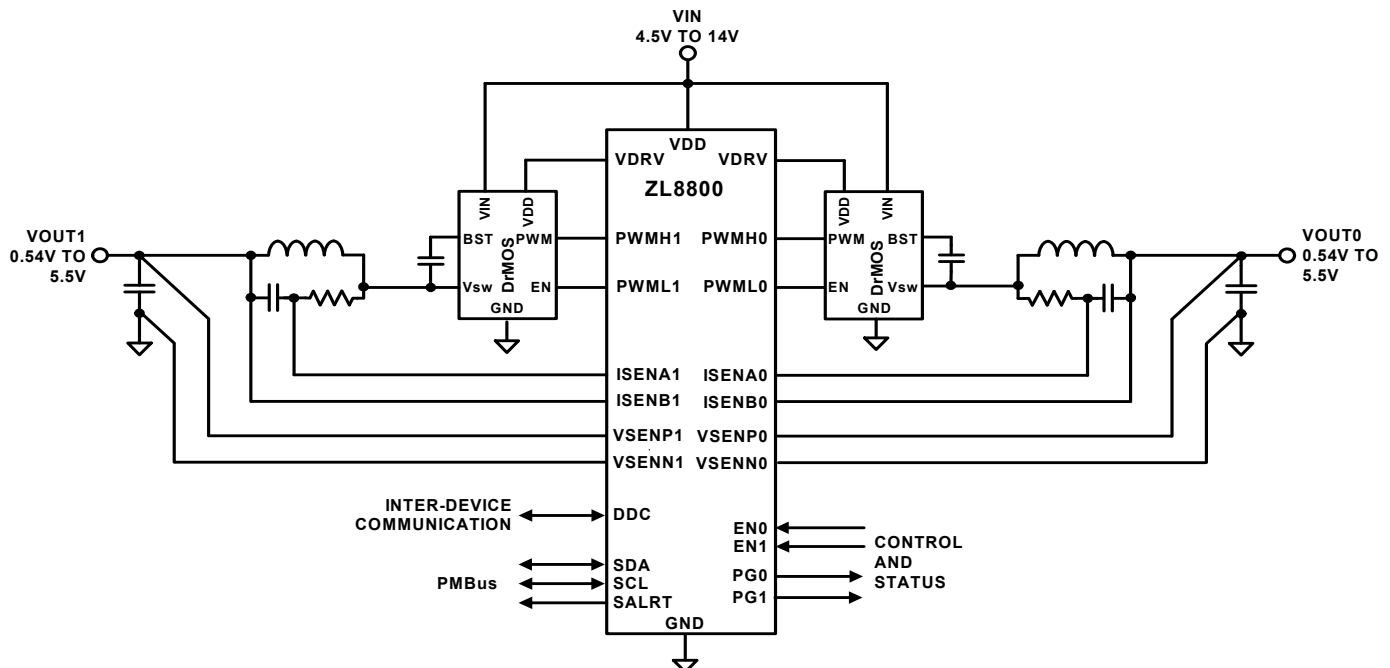 VIN
4.5V TO 14V
VDD
VDRV
VDRV
ZL8800
VIN
VDD
BST
PWM
DrMOS
Vsw
EN
GND
VDD
VIN
PWM
BST
DrMOS
EN
Vsw
GND
VOUT1
0.54V TO
5.5V
VOUT0
0.54V TO
5.5V
PWMH1
PWMH0
PWML1
PWML0
ISENA1
ISENA0
ISENB1
ISENB0
VSENP1
VSENP0
VSENN1
VSENN0
INTER-DEVICE
COMMUNICATION
DDC
EN0
EN1
CONTROL
AND
STATUS
SDA
PMBus
SCL
SALRT
PG0
PG1
GND